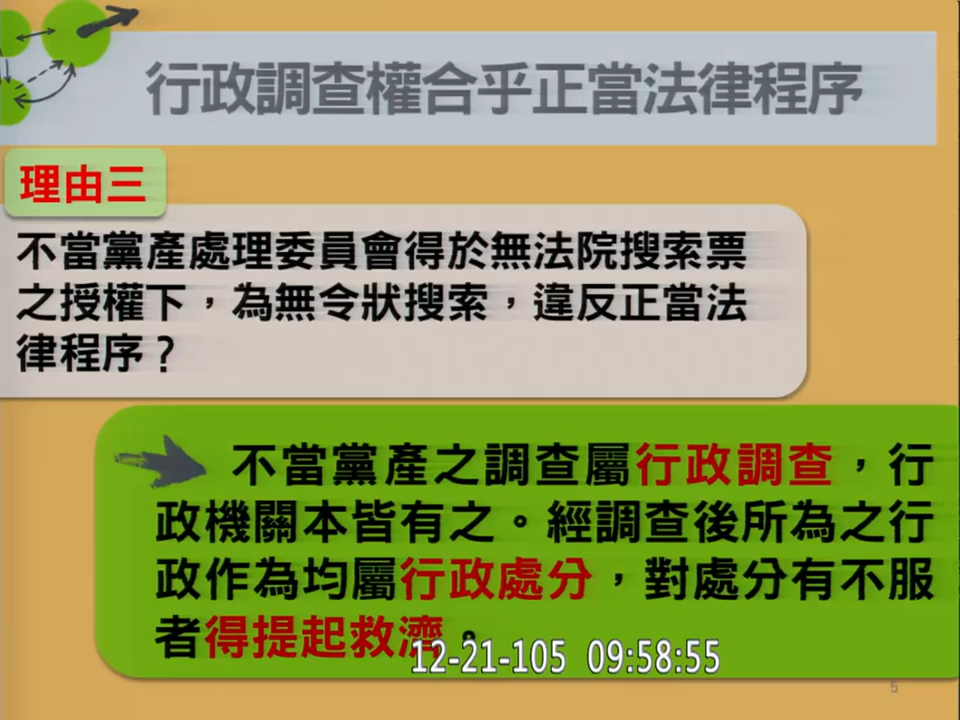 行政調查權合乎正當法律程序
理由三
不當黨產處理委員會得於無法院搜索票
之授權下，為無令狀搜索，違反正當法
律程序？
不當黨產之調查屬行政調查，行
政機關本皆有之。經調查後所為之行
政作為均屬行政處分，對處分有不服
者得提起救濟。
12-21-105 09:58:55
5